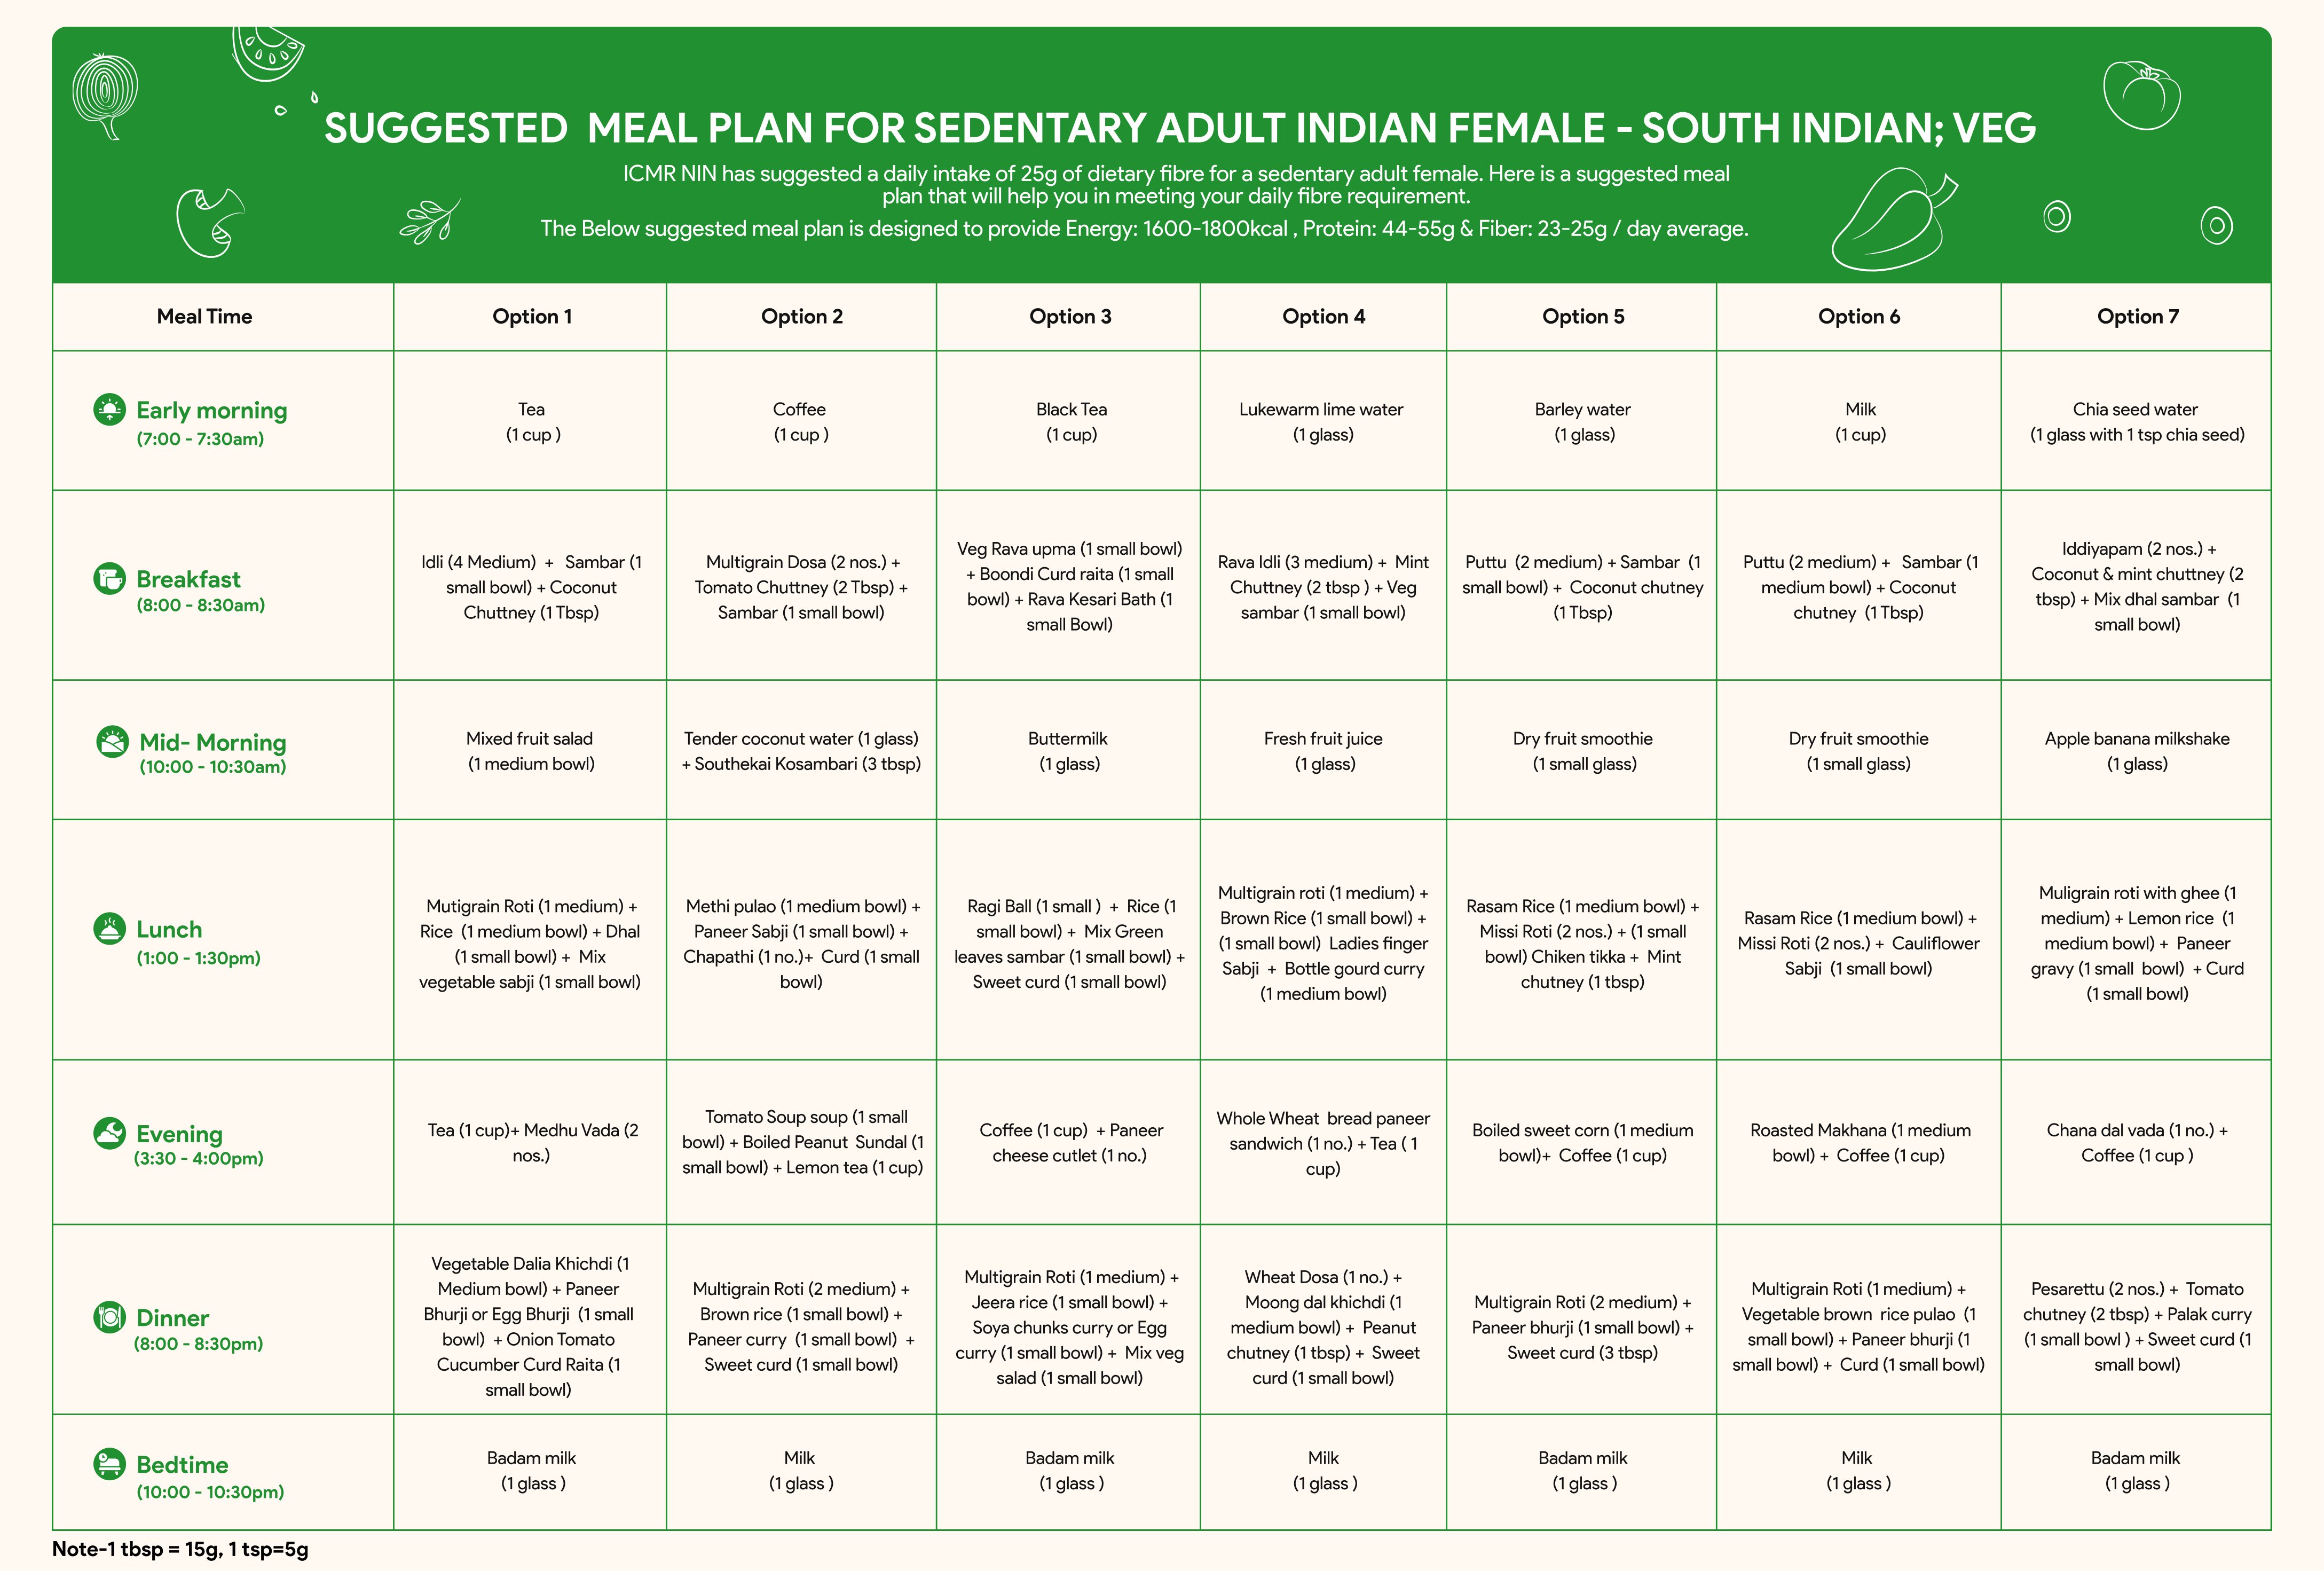 SUGGESTED MEAL PLAN FOR SEDENTARY ADULT INDIAN FEMALE - SOUTH INDIAN; VEG
ICMR NIN has suggested a daily intake of 25g of dietary fibre for a sedentary adult female. Here is a suggested meal
plan that will help you in meeting your daily fibre requirement.
The Below suggested meal plan is designed to provide Energy: 1600-1800kcal , Protein: 44-55g & Fiber: 23-25g / day average.
Meal Time
Option 1
Option 2
Option 3
Option 4
Option 5
Option 6
Option 7
Early morning
(7:00 - 7:30am)
Tea
(1 cup )
Coffee
(1 cup )
Black Tea
(1 cup)
Lukewarm lime water
(1 glass)
Barley water
(1 glass)
Milk
(1 cup)
Chia seed water
(1 glass with 1 tsp chia seed)
Breakfast
(8:00 - 8:30am)
Idli (4 Medium) + Sambar (1
small bowl) + Coconut
Chuttney (1 Tbsp)
Multigrain Dosa (2 nos.) +
Tomato Chuttney (2 Tbsp) +
Sambar (1 small bowl)
Veg Rava upma (1 small bowl)
+ Boondi Curd raita (1 small
bowl) + Rava Kesari Bath (1
small Bowl)
Rava Idli (3 medium) + Mint
Chuttney (2 tbsp ) + Veg
sambar (1 small bowl)
Puttu (2 medium) + Sambar (1
small bowl) + Coconut chutney
(1 Tbsp)
Puttu (2 medium) + Sambar (1
medium bowl) + Coconut
chutney (1 Tbsp)
Iddiyapam (2 nos.) +
Coconut & mint chuttney (2
tbsp) + Mix dhal sambar (1
small bowl)
Mid- Morning
(10:00 - 10:30am)
Mixed fruit salad
(1 medium bowl)
Tender coconut water (1 glass)
+ Southekai Kosambari (3 tbsp)
Buttermilk
(1 glass)
Fresh fruit juice
(1 glass)
Dry fruit smoothie
(1 small glass)
Dry fruit smoothie
(1 small glass)
Apple banana milkshake
(1 glass)
Lunch
(1:00 - 1:30pm)
Mutigrain Roti (1 medium) +
Rice (1 medium bowl) + Dhal
(1 small bowl) + Mix
vegetable sabji (1 small bowl)
Methi pulao (1 medium bowl) +
Paneer Sabji (1 small bowl) +
Chapathi (1 no.)+ Curd (1 small
bowl)
Ragi Ball (1 small ) + Rice (1
small bowl) + Mix Green
leaves sambar (1 small bowl) +
Sweet curd (1 small bowl)
Multigrain roti (1 medium) +
Brown Rice (1 small bowl) +
(1 small bowl) Ladies finger
Sabji + Bottle gourd curry
(1 medium bowl)
Rasam Rice (1 medium bowl) +
Missi Roti (2 nos.) + (1 small
bowl) Chiken tikka + Mint
chutney (1 tbsp)
Rasam Rice (1 medium bowl) +
Missi Roti (2 nos.) + Cauliflower
Sabji (1 small bowl)
Muligrain roti with ghee (1
medium) + Lemon rice (1
medium bowl) + Paneer
gravy (1 small bowl) + Curd
(1 small bowl)
Evening
(3:30 - 4:00pm)
Tea (1 cup)+ Medhu Vada (2
nos.)
Tomato Soup soup (1 small
bowl) + Boiled Peanut Sundal (1
small bowl) + Lemon tea (1 cup)
Coffee (1 cup) + Paneer
cheese cutlet (1 no.)
Whole Wheat bread paneer
sandwich (1 no.) + Tea ( 1
cup)
Boiled sweet corn (1 medium
bowl)+ Coffee (1 cup)
Roasted Makhana (1 medium
bowl) + Coffee (1 cup)
Chana dal vada (1 no.) +
Coffee (1 cup )
Dinner
(8:00 - 8:30pm)
Vegetable Dalia Khichdi (1
Medium bowl) + Paneer
Bhurji or Egg Bhurji (1 small
bowl) + Onion Tomato
Cucumber Curd Raita (1
small bowl)
Multigrain Roti (2 medium) +
Brown rice (1 small bowl) +
Paneer curry (1 small bowl) +
Sweet curd (1 small bowl)
Multigrain Roti (1 medium) +
Jeera rice (1 small bowl) +
Soya chunks curry or Egg
curry (1 small bowl) + Mix veg
salad (1 small bowl)
Wheat Dosa (1 no.) +
Moong dal khichdi (1
medium bowl) + Peanut
chutney (1 tbsp) + Sweet
curd (1 small bowl)
Multigrain Roti (2 medium) +
Paneer bhurji (1 small bowl) +
Sweet curd (3 tbsp)
Multigrain Roti (1 medium) +
Vegetable brown rice pulao (1
small bowl) + Paneer bhurji (1
small bowl) + Curd (1 small bowl)
Pesarettu (2 nos.) + Tomato
chutney (2 tbsp) + Palak curry
(1 small bowl ) + Sweet curd (1
small bowl)
Bedtime
(10:00 - 10:30pm)
Badam milk
(1 glass )
Milk
(1 glass )
Badam milk
(1 glass )
Milk
(1 glass )
Badam milk
(1 glass )
Milk
(1 glass )
Badam milk
(1 glass )
Note-1 tbsp = 15g, 1 tsp=5g